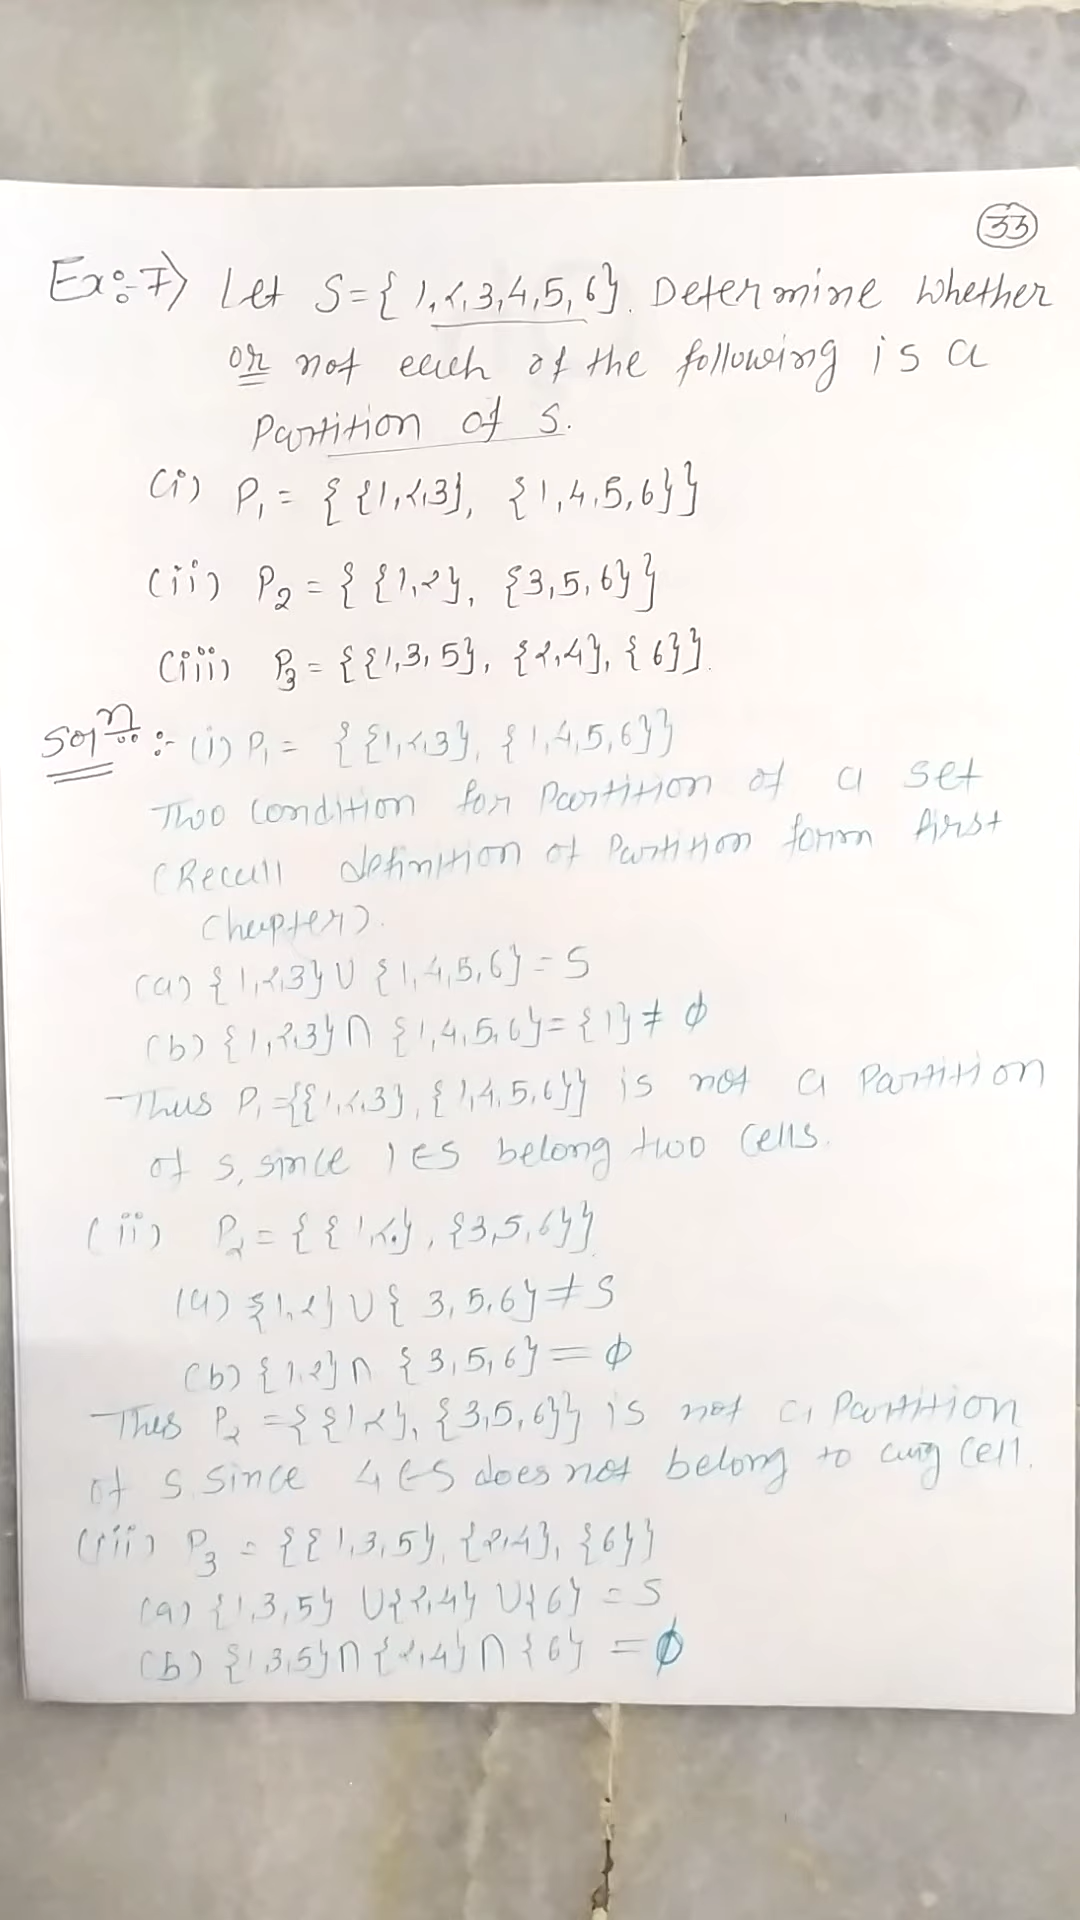 33
Ex:-7) Let S={1,2,3,4,5,6}. Determine whether
or not each of the following is a
Partition of S.
(i) P₁ = {{1,2,3}, {1,4,5,6}}
(ii) P₂ = {{1,2}, {3,5,6}}
(iii) P₃ = {{1,3,5}, {2,4}, {6}}.
Solⁿ :- (i) P₁ = {{1,2,3}, {1,4,5,6}}
Two Condition for Partition of a set
(Recall definition of Partition form first
Chapter).
(a) {1,2,3} ∪ {1,4,5,6} = S
(b) {1,2,3} ∩ {1,4,5,6} = {1} ≠ ϕ
Thus P₁={{1,2,3}, {1,4,5,6}} is not a Partition
of S, since 1∈S belong two Cells.
(ii) P₂ = {{1,2}, {3,5,6}}
(a) {1,2} ∪ {3,5,6} ≠ S
(b) {1,2} ∩ {3,5,6} = ϕ
Thus P₂ = {{1,2}, {3,5,6}} is not a Partition
of S. Since 4∈S does not belong to any Cell.
(iii) P₃ = {{1,3,5}, {2,4}, {6}}
(a) {1,3,5} ∪ {2,4} ∪ {6} = S
(b) {1,3,5} ∩ {2,4} ∩ {6} = ϕ